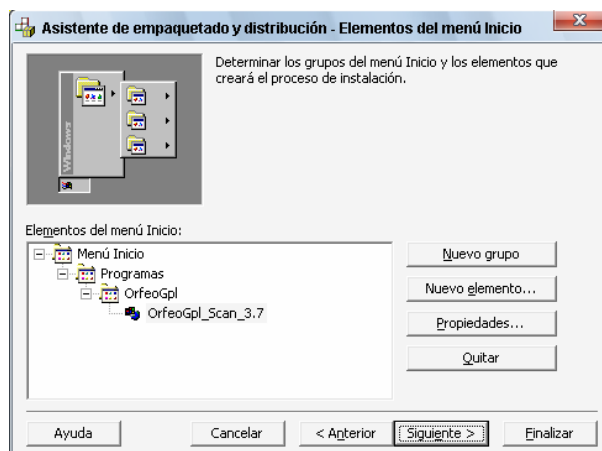 Asistente de empaquetado y distribución - Elementos del menú Inicio
Determinar los grupos del menú Inicio y los elementos que
creará el proceso de instalación.
Windows
Elementos del menú Inicio:
Menú Inicio
Programas
OrfeoGpl
OrfeoGpl_Scan_3.7
Nuevo grupo
Nuevo elemento...
Propiedades...
Quitar
Ayuda
Cancelar
< Anterior
Siguiente >
Finalizar